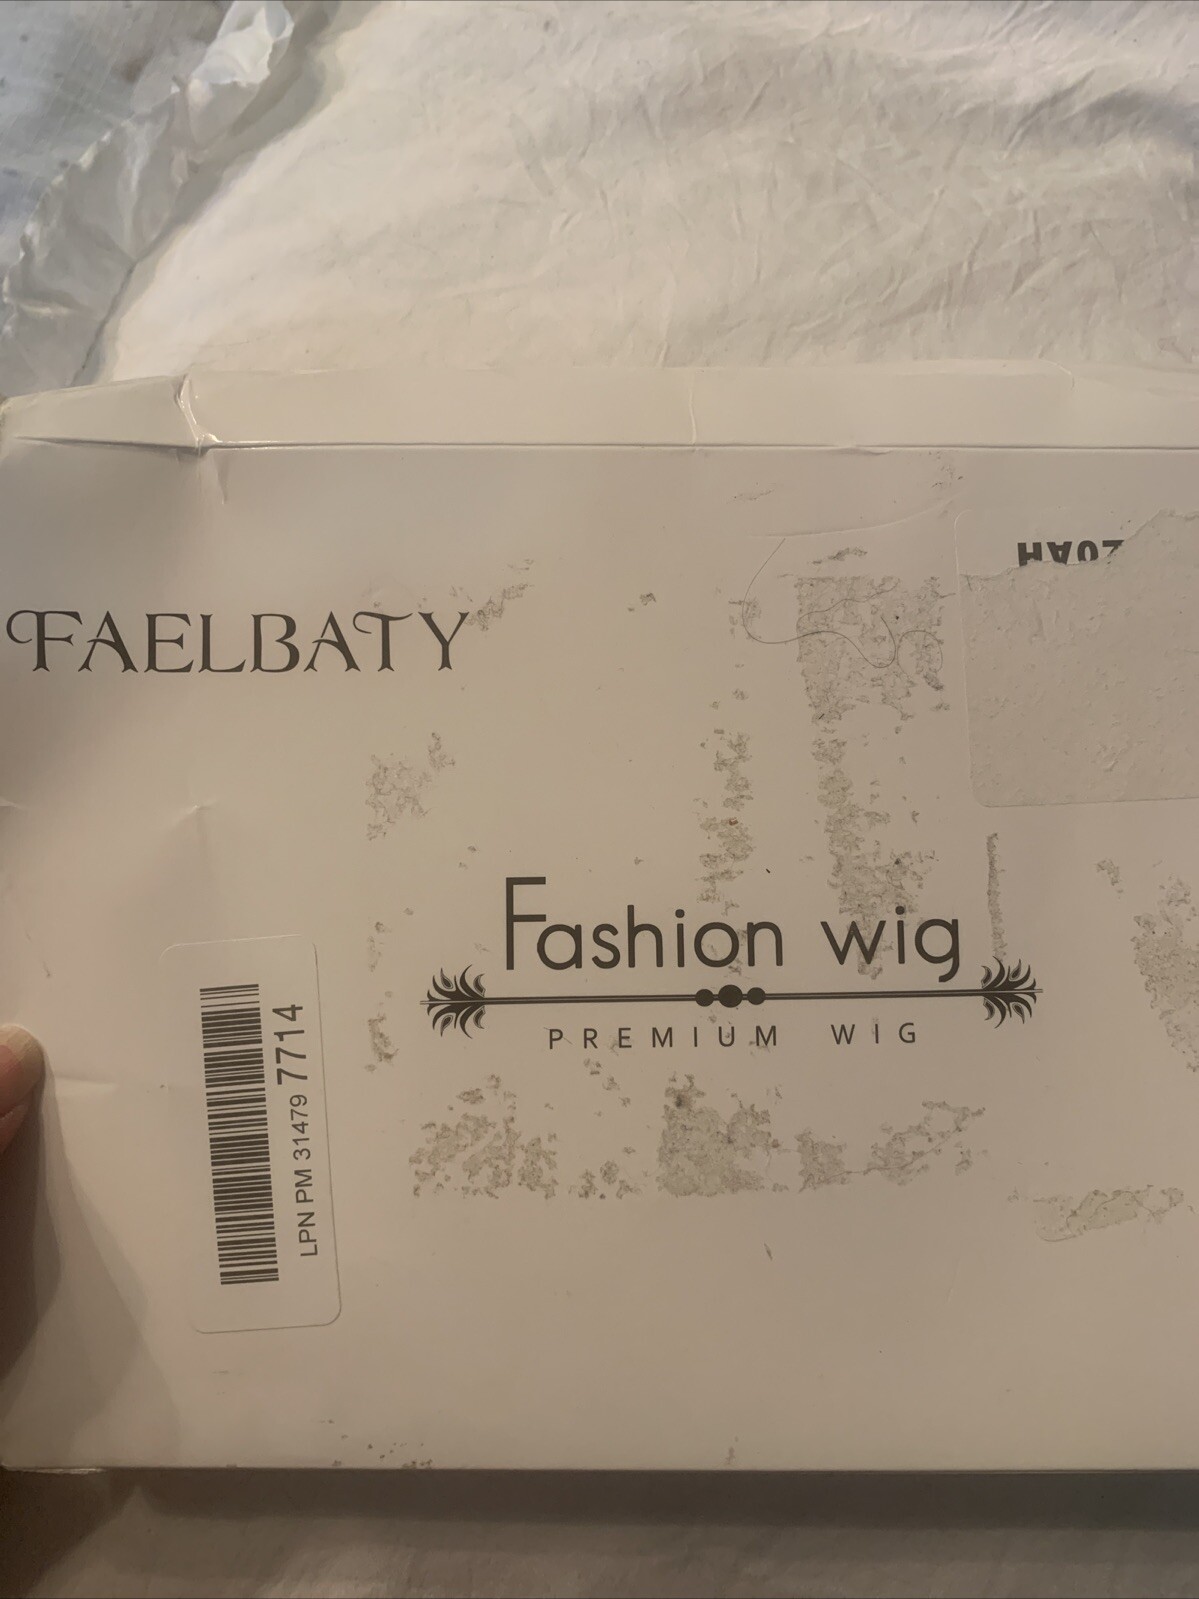 FAELBATY
Fashion wig
PREMIUM WIG
LPN PM 31479 7714